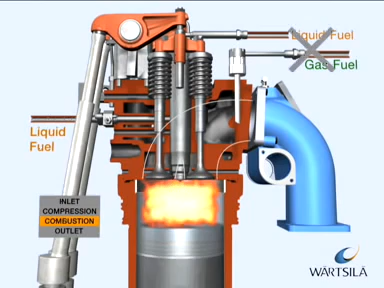 Liquid Fuel
Gas Fuel
Liquid
Fuel
INLET
COMPRESSION
COMBUSTION
OUTLET
WÄRTSILÄ